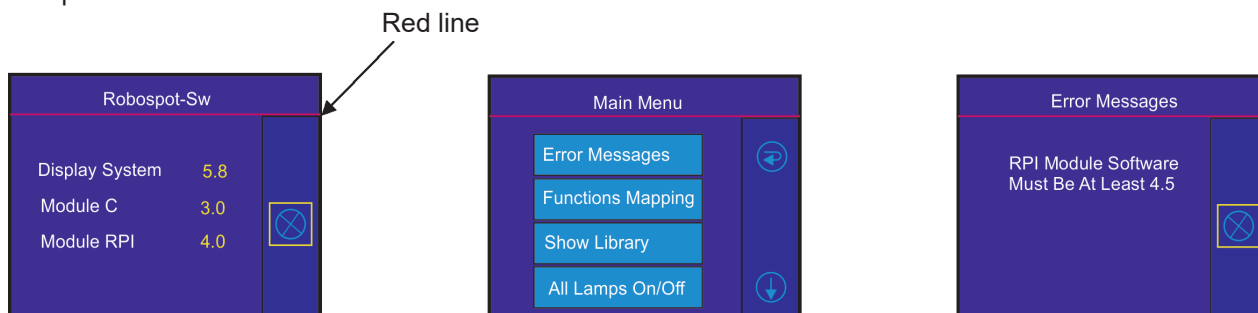 Red line
Robospot-Sw
Display System 5.8
Module C 3.0
Module RPI 4.0
Main Menu
Error Messages
Functions Mapping
Show Library
All Lamps On/Off
Error Messages
RPI Module Software
Must Be At Least 4.5